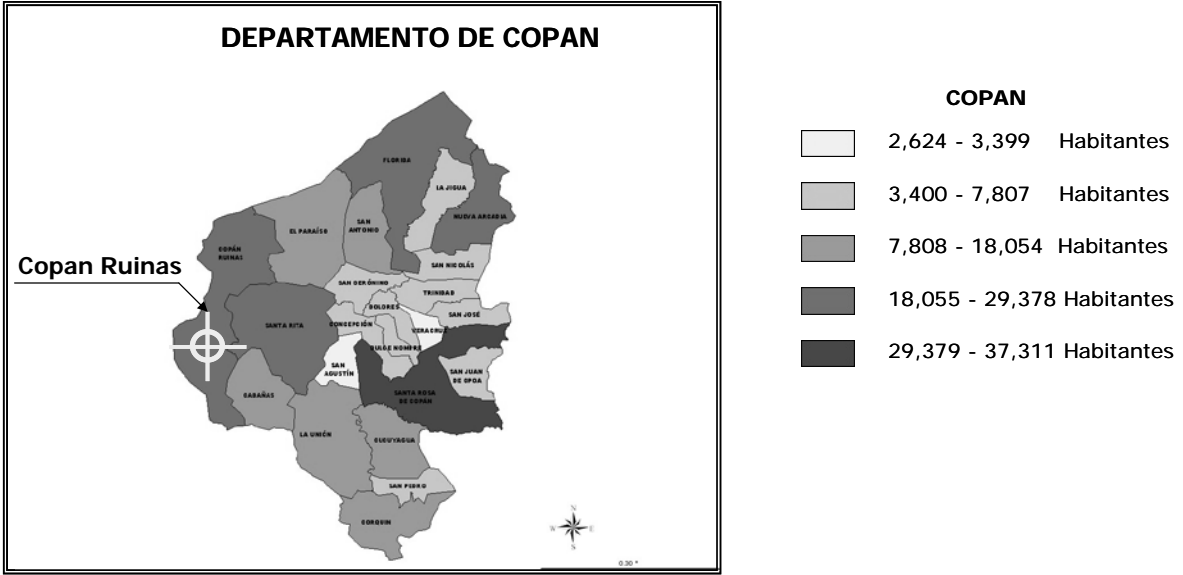 DEPARTAMENTO DE COPAN
FLORIDA
LA JIGUA
NUEVA ARCADIA
SAN
ANTONIO
EL PARAÍSO
COPÁN
RUINAS
Copan Ruinas
SAN NICOLÁS
SAN GERÓNIMO
TRINIDAD
DOLORES
SAN JOSÉ
CONCEPCIÓN
SANTA RITA
VERACRUZ
DULCE NOMBRE
SAN
AGUSTÍN
SAN JUAN
DE OPOA
CABAÑAS
SANTA ROSA
DE COPÁN
LA UNIÓN
CUCUYAGUA
SAN PEDRO
CORQUIN
N
W
E
S
0.30 °
COPAN
2,624 - 3,399 Habitantes
3,400 - 7,807 Habitantes
7,808 - 18,054 Habitantes
18,055 - 29,378 Habitantes
29,379 - 37,311 Habitantes